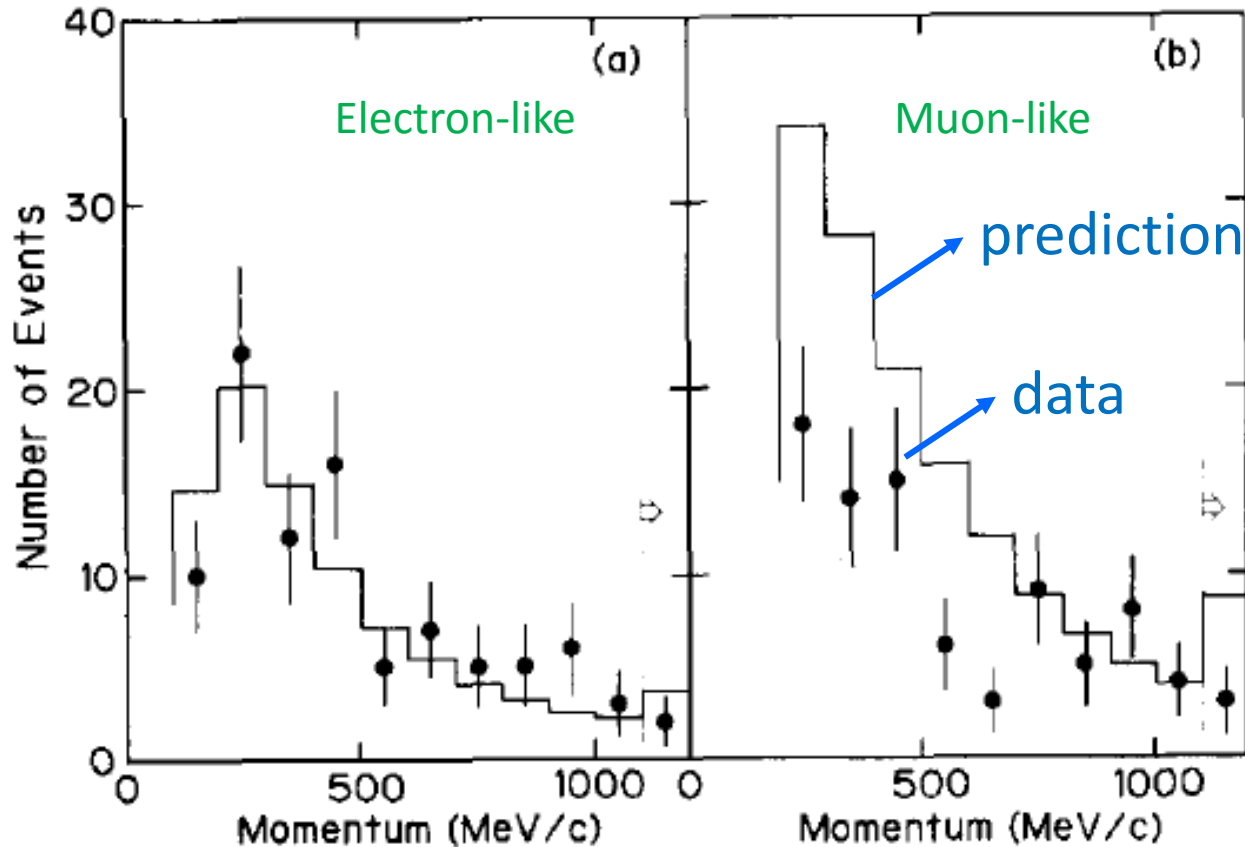 40
30
20
10
0
Number of Events
(a)
Electron-like
0
500
1000
Momentum (MeV/c)
(b)
Muon-like
prediction
data
0
500
1000
Momentum (MeV/c)